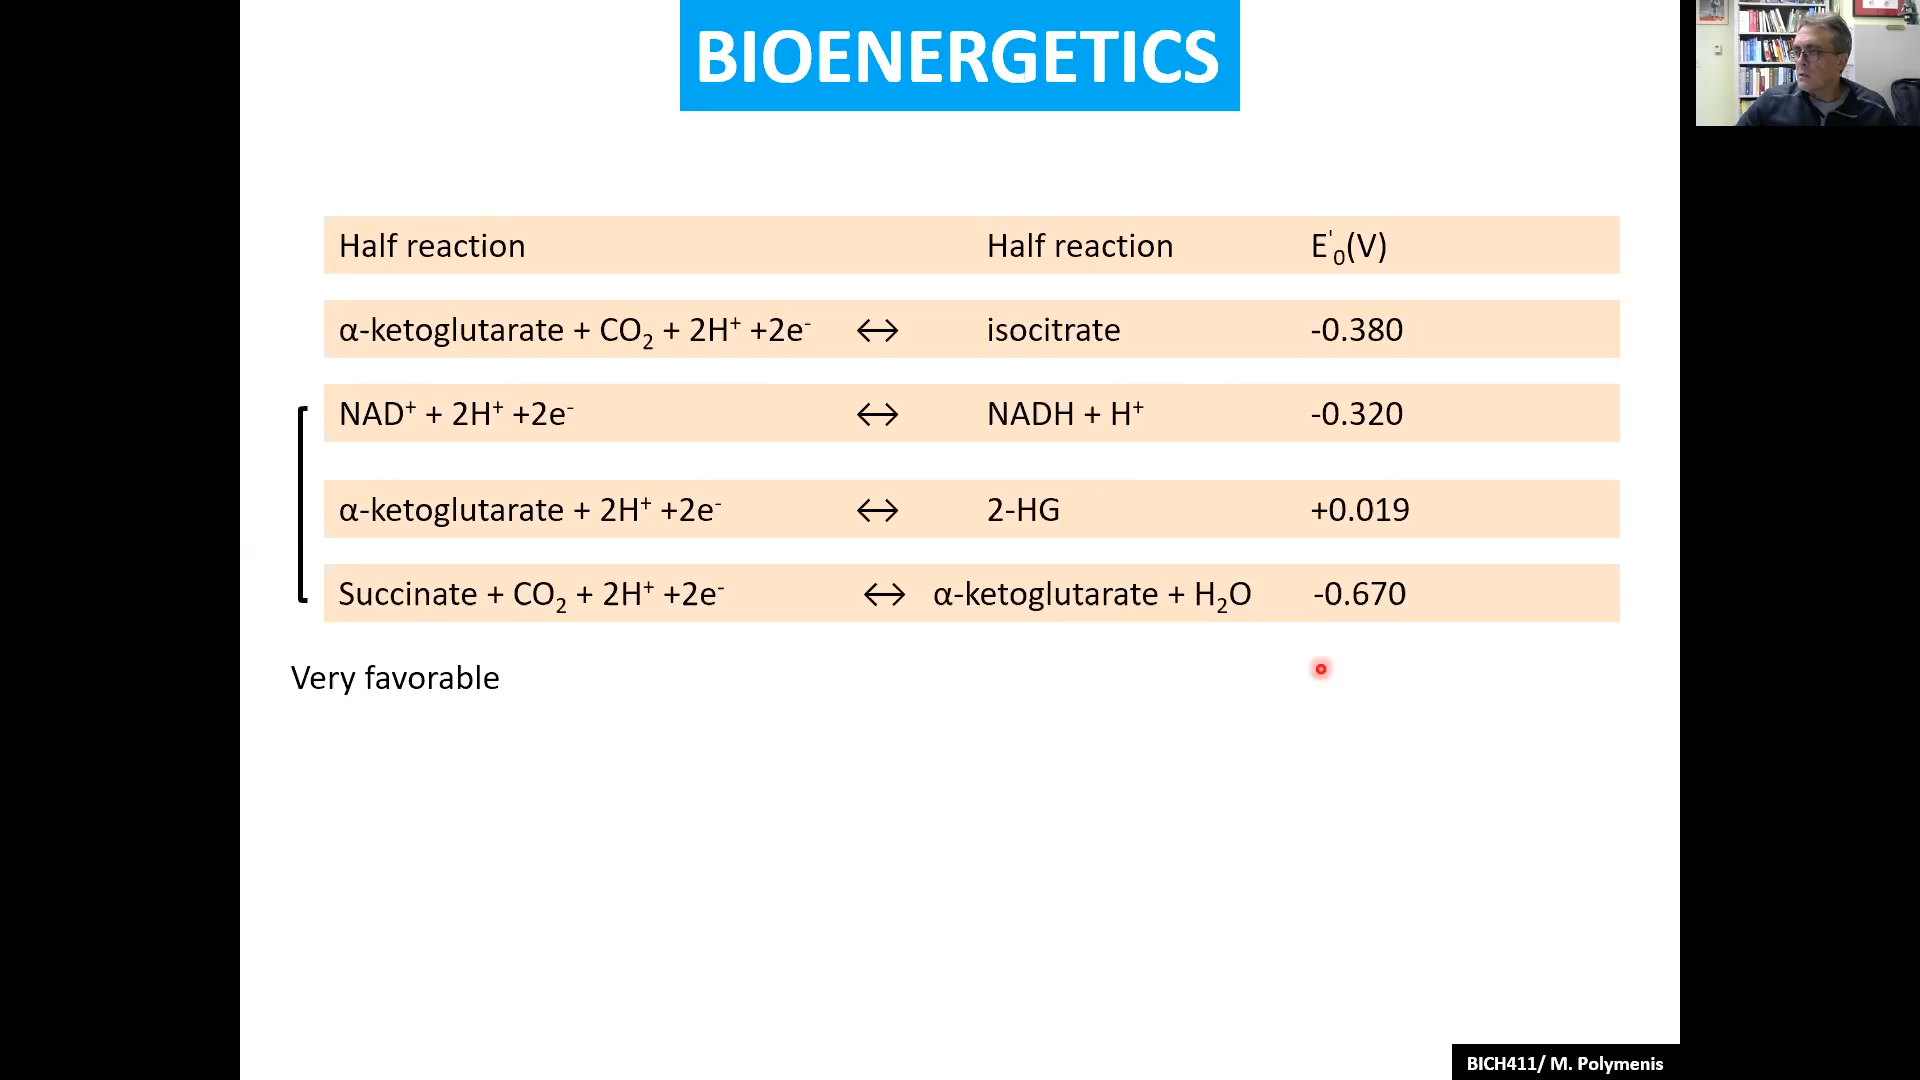 BIOENERGETICS
Half reaction Half reaction E'₀(V)
α-ketoglutarate + CO₂ + 2H⁺ +2e⁻ ↔ isocitrate -0.380
NAD⁺ + 2H⁺ +2e⁻ ↔ NADH + H⁺ -0.320
α-ketoglutarate + 2H⁺ +2e⁻ ↔ 2-HG +0.019
Succinate + CO₂ + 2H⁺ +2e⁻ ↔ α-ketoglutarate + H₂O -0.670
Very favorable
BICH411/ M. Polymenis